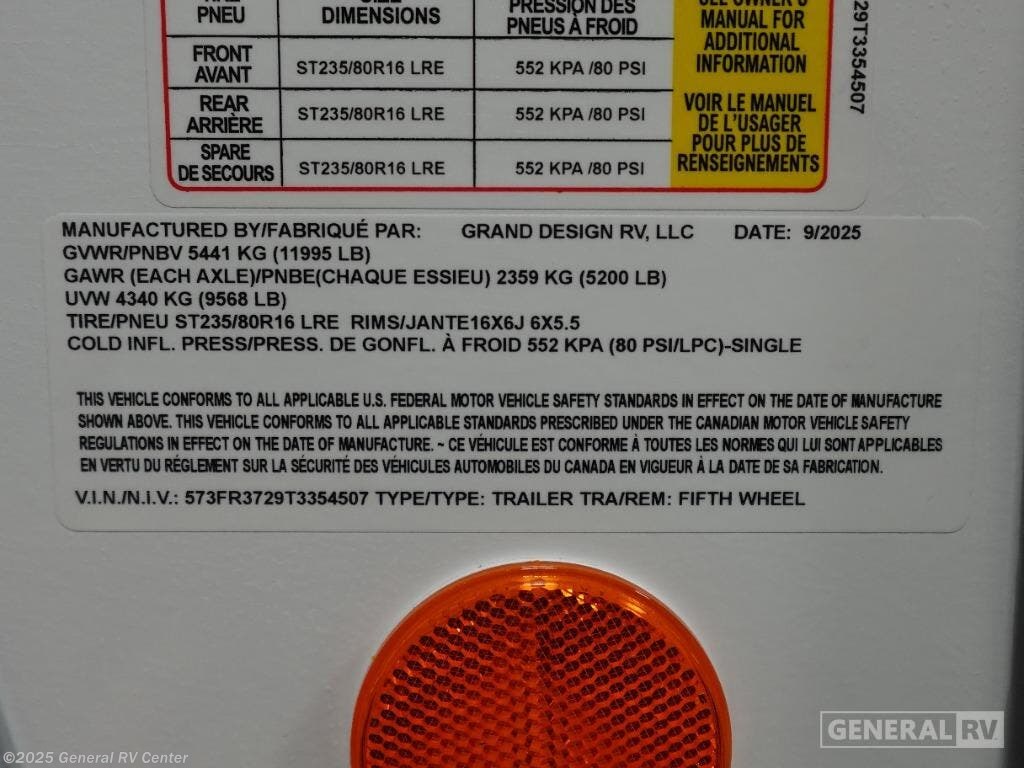 PNEU DIMENSIONS PRESSION DES
PNEUS À FROID
SEE OWNER'S
MANUAL FOR
ADDITIONAL
INFORMATION
FRONT
AVANT ST235/80R16 LRE 552 KPA /80 PSI
REAR
ARRIÈRE ST235/80R16 LRE 552 KPA /80 PSI
SPARE
DE SECOURS ST235/80R16 LRE 552 KPA /80 PSI
VOIR LE MANUEL
DE L'USAGER
POUR PLUS DE
RENSEIGNEMENTS
29T3354507
MANUFACTURED BY/FABRIQUÉ PAR: GRAND DESIGN RV, LLC DATE: 9/2025
GVWR/PNBV 5441 KG (11995 LB)
GAWR (EACH AXLE)/PNBE(CHAQUE ESSIEU) 2359 KG (5200 LB)
UVW 4340 KG (9568 LB)
TIRE/PNEU ST235/80R16 LRE RIMS/JANTE16X6J 6X5.5
COLD INFL. PRESS/PRESS. DE GONFL. À FROID 552 KPA (80 PSI/LPC)-SINGLE
THIS VEHICLE CONFORMS TO ALL APPLICABLE U.S. FEDERAL MOTOR VEHICLE SAFETY STANDARDS IN EFFECT ON THE DATE OF MANUFACTURE
SHOWN ABOVE. THIS VEHICLE CONFORMS TO ALL APPLICABLE STANDARDS PRESCRIBED UNDER THE CANADIAN MOTOR VEHICLE SAFETY
REGULATIONS IN EFFECT ON THE DATE OF MANUFACTURE. ~ CE VÉHICULE EST CONFORME À TOUTES LES NORMES QUI LUI SONT APPLICABLES
EN VERTU DU RÉGLEMENT SUR LA SÉCURITÉ DES VÉHICULES AUTOMOBILES DU CANADA EN VIGUEUR À LA DATE DE SA FABRICATION.
V.I.N./N.I.V.: 573FR3729T3354507 TYPE/TYPE: TRAILER TRA/REM: FIFTH WHEEL
GENERAL RV
©2025 General RV Center